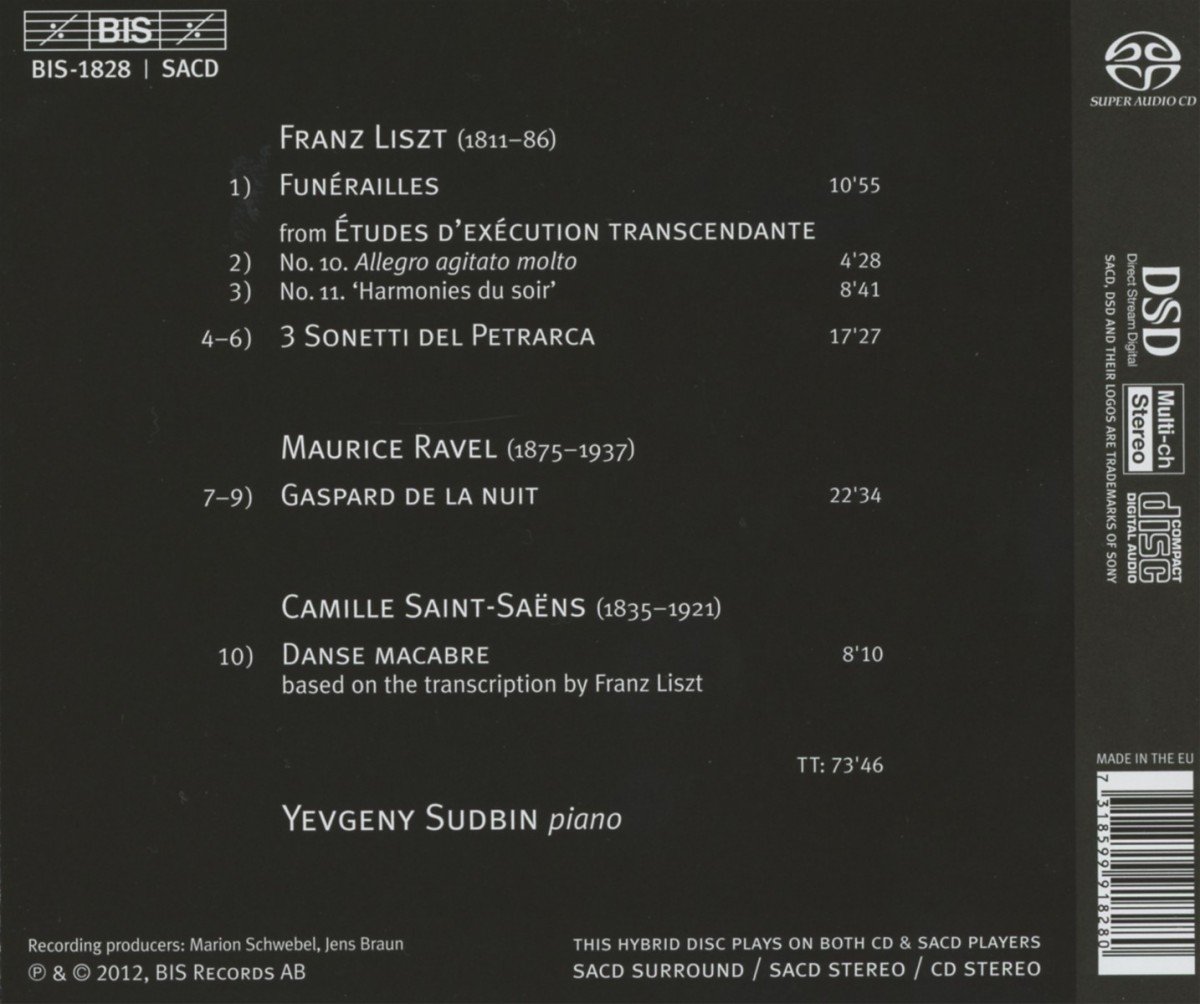 BIS
BIS-1828 | SACD
SUPER AUDIO CD
FRANZ LISZT (1811–86)
1) FUNÉRAILLES 10'55
from ÉTUDES D'EXÉCUTION TRANSCENDANTE
2) No. 10. Allegro agitato molto 4'28
3) No. 11. ‘Harmonies du soir’ 8'41
4–6) 3 SONETTI DEL PETRARCA 17'27
MAURICE RAVEL (1875–1937)
7–9) GASPARD DE LA NUIT 22'34
CAMILLE SAINT-SAËNS (1835–1921)
10) DANSE MACABRE 8'10
based on the transcription by Franz Liszt
TT: 73'46
YEVGENY SUDBIN piano
Recording producers: Marion Schwebel, Jens Braun
℗ & © 2012, BIS RECORDS AB
THIS HYBRID DISC PLAYS ON BOTH CD & SACD PLAYERS
SACD SURROUND / SACD STEREO / CD STEREO
DSD
Direct Stream Digital
SACD, DSD AND THEIR LOGOS ARE TRADEMARKS OF SONY
Multi-ch
Stereo
COMPACT
disc
DIGITAL AUDIO
MADE IN THE EU
7 318599 918280